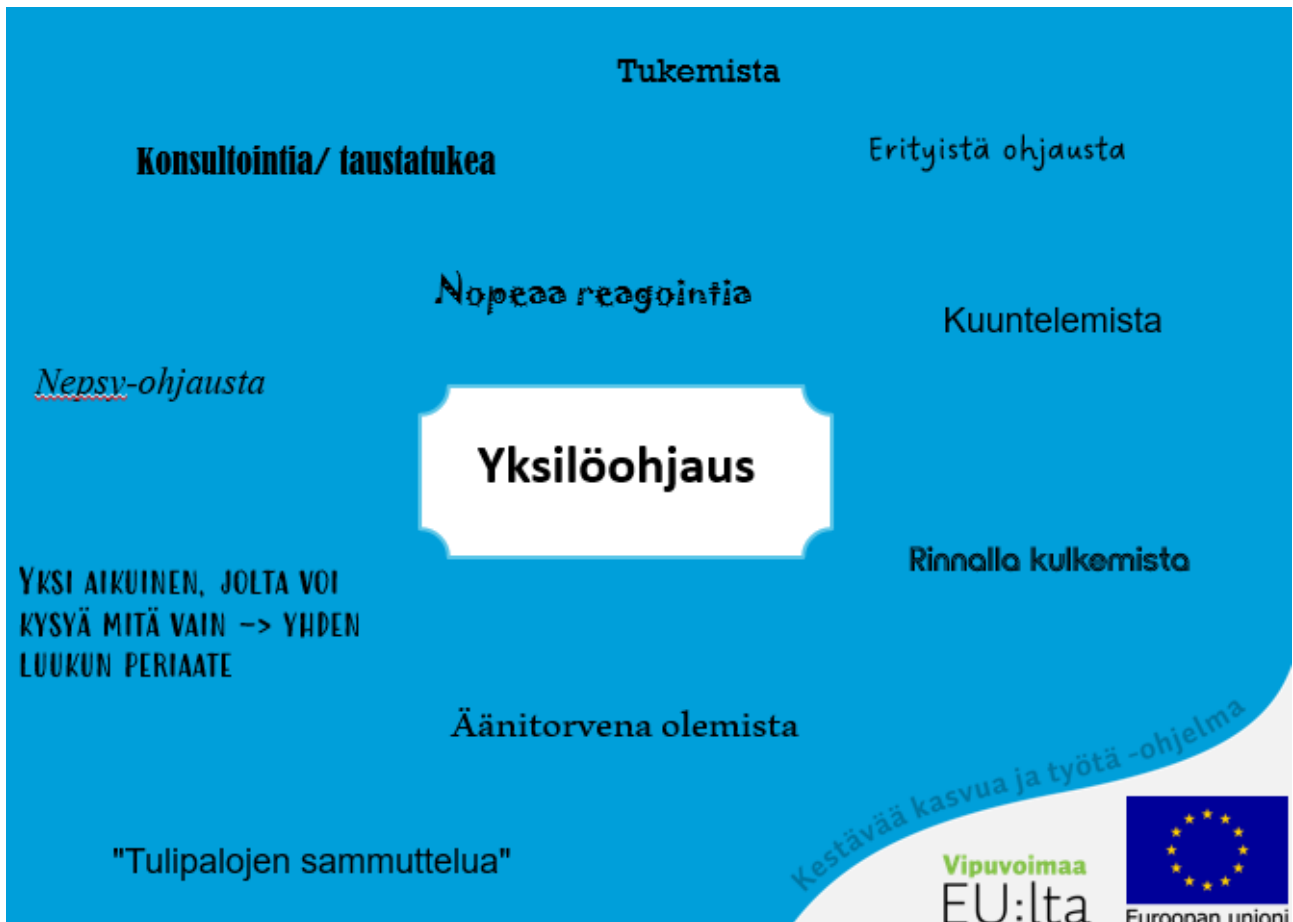 Tukemista
Konsultointia/ taustatukea
Erityistä ohjausta
Nopeaa reagointia
Kuuntelemista
Nepsy-ohjausta
Yksilöohjaus
Rinnalla kulkemista
YKSI AIKUINEN, JOLTA VOI
KYSYÄ MITÄ VAIN –> YHDEN
LUUKUN PERIAATE
Äänitorvena olemista
"Tulipalojen sammuttelua"
Kestävää kasvua ja työtä -ohjelma
Vipuvoimaa
EU:lta
Euroopan unioni